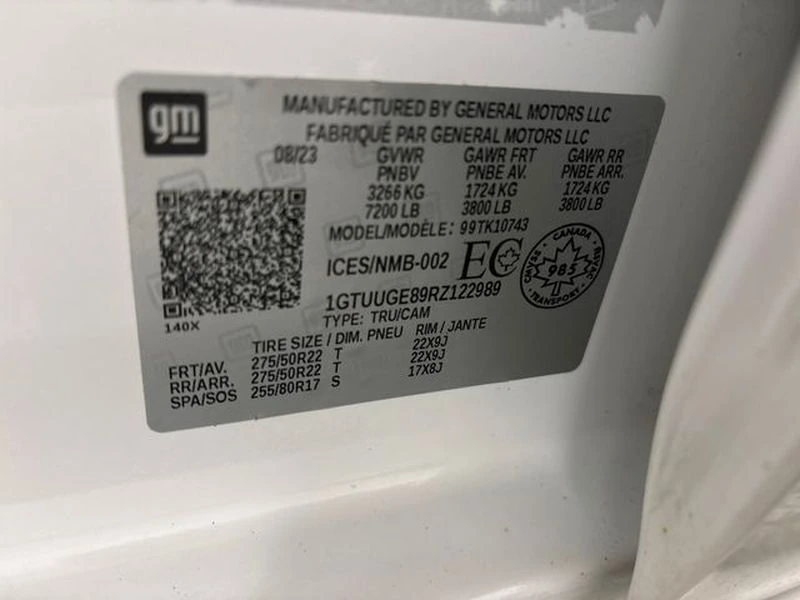 gm
MANUFACTURED BY GENERAL MOTORS LLC
FABRIQUÉ PAR GENERAL MOTORS LLC
08/23 GVWR GAWR FRT GAWR RR
PNBV PNBE AV. PNBE ARR.
3266 KG 1724 KG 1724 KG
7200 LB 3800 LB 3800 LB
MODEL/MODÈLE: 99TK10743
ICES/NMB-002 EC
CANADA
CMVSS 985 NSVAC
TRANSPORT
1GTUUGE89RZ122989
140X TYPE: TRU/CAM
TIRE SIZE / DIM. PNEU RIM / JANTE
FRT/AV. 275/50R22 T 22X9J
RR/ARR. 275/50R22 T 22X9J
SPA/SOS 255/80R17 S 17X8J